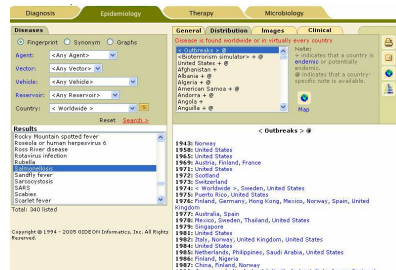 Diagnosis
Epidemiology
Therapy
Microbiology
Diseases
Fingerprint Synonym Graphs
Agent: <Any Agent>
Vector: <Any Vector>
Vehicle: <Any Vehicle>
Reservoir: <Any Reservoir>
Country: < Worldwide >
Reset Search >
Results
Rocky Mountain spotted fever
Roseola or human herpesvirus 6
Ross River disease
Rotavirus infection
Rubella
Salmonellosis
Sandfly fever
Sarcocystosis
SARS
Scabies
Scarlet fever
Total: 340 listed
Copyright © 1994 - 2005 GIDEON Informatics, Inc. All Rights
Reserved.
General Distribution Images Clinical
Disease is found worldwide or in virtually every country
< Outbreaks > @
<Bioterrorism simulator> + @
United States + @
Afghanistan +
Albania + @
Algeria + @
American Samoa + @
Andorra + @
Angola +
Anguilla +
Note:
+ indicates that a country is
endemic or potentially
endemic.
@ indicates that a country-
specific note is available.
Map
< Outbreaks > @
1943: Norway
1958: United States
1965: United States
1969: Austria, Finland, France
1971: United States
1972: Scotland
1973: Switzerland
1974: < Worldwide >, Sweden, United States
1975: Puerto Rico, United States
1976: Finland, Germany, Hong Kong, Mexico, Norway, Spain, United
Kingdom
1977: Australia, Spain
1978: Mexico, Sweden, Thailand, United States
1979: Singapore
1981: United States
1982: Italy, Norway, United Kingdom, United States
1984: United States
1985: Netherlands, Philippines, Saudi Arabia, United States
1986: Finland, Nigeria
1987: China, Finland, Norway